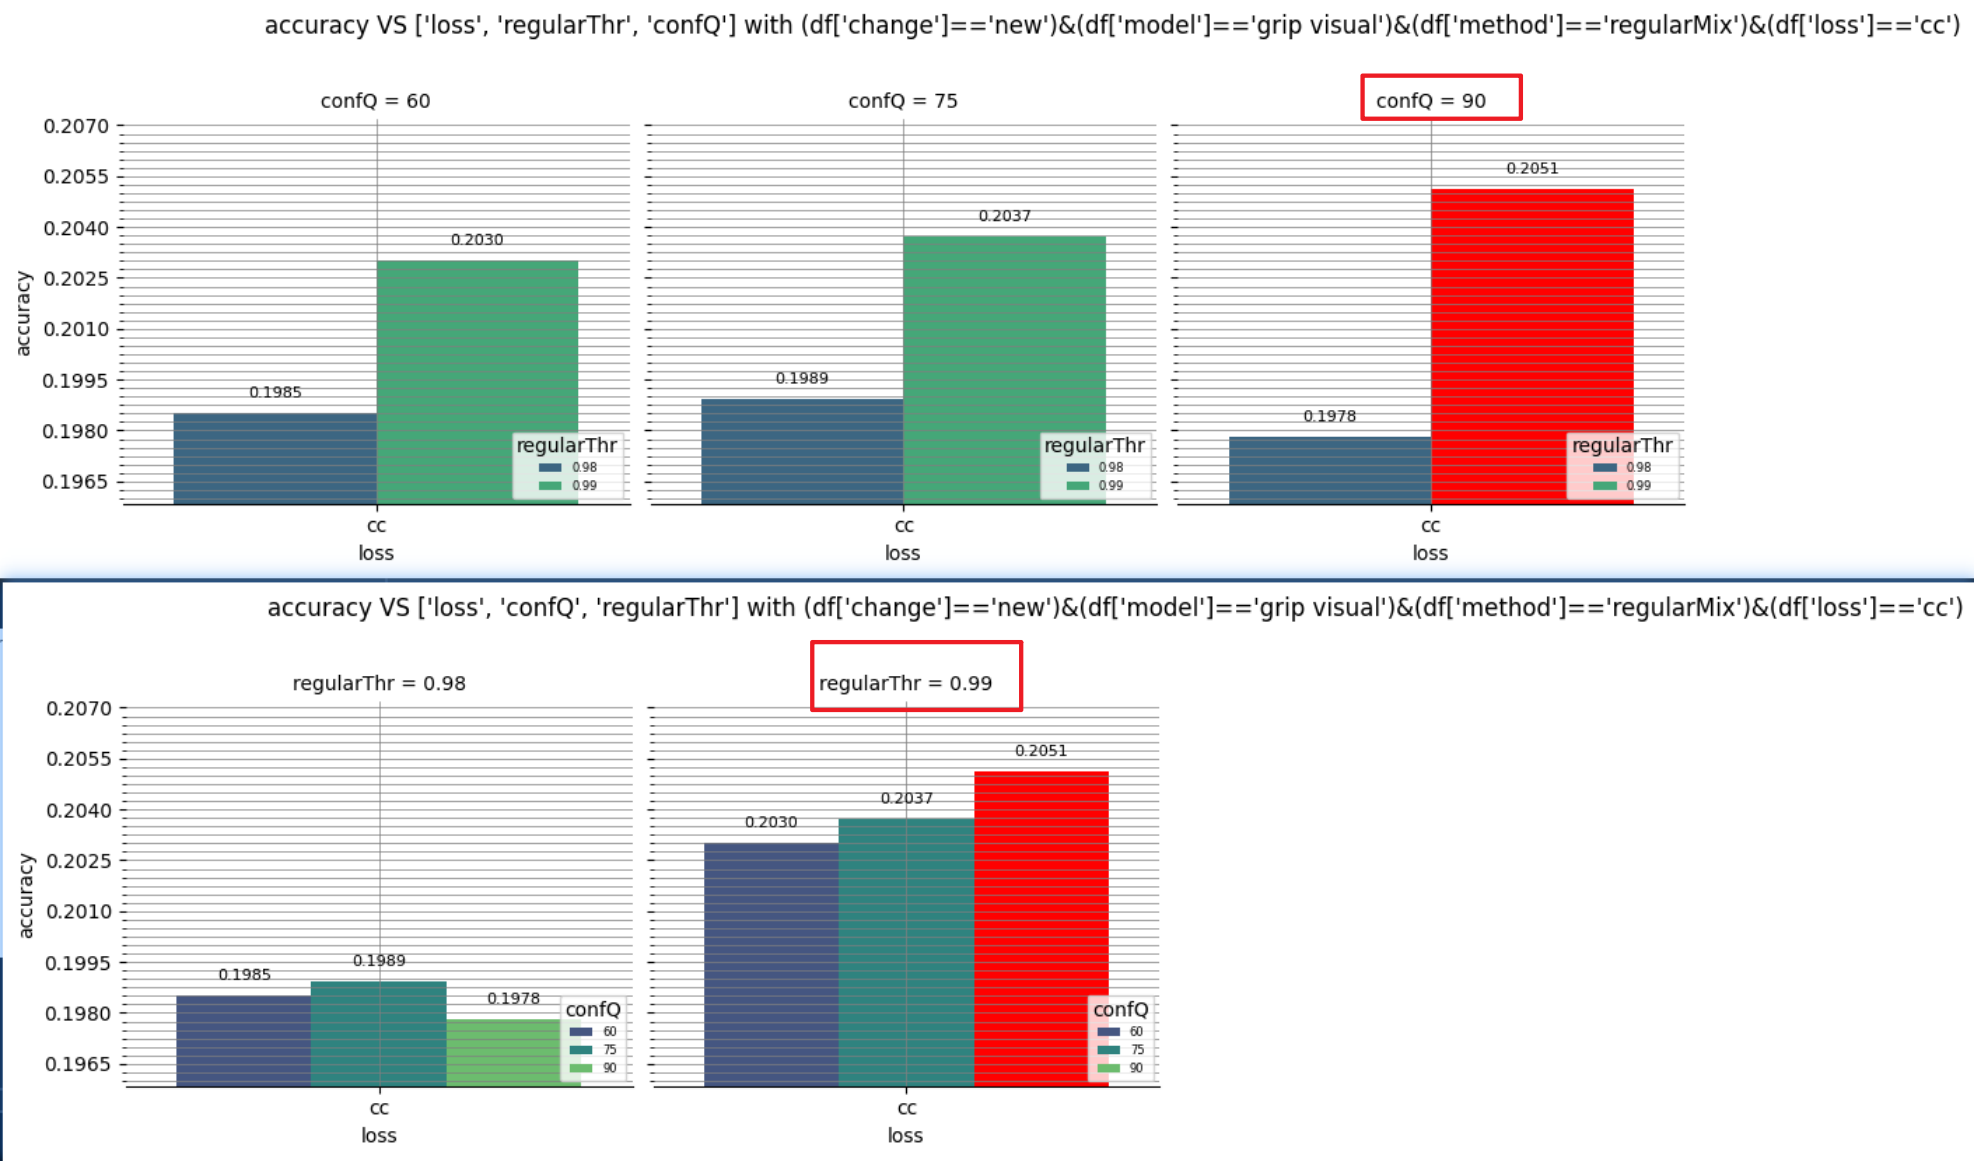 accuracy VS ['loss', 'regularThr', 'confQ'] with (df['change']=='new')&(df['model']=='grip visual')&(df['method']=='regularMix')&(df['loss']=='cc')
confQ = 60
0.2070
0.2055
0.2040
0.2025
0.2010
0.1995
0.1980
0.1965
accuracy
0.1985
0.2030
regularThr
0.98
0.99
cc
loss
confQ = 75
0.1989
0.2037
regularThr
0.98
0.99
cc
loss
confQ = 90
0.1978
0.2051
regularThr
0.98
0.99
cc
loss
accuracy VS ['loss', 'confQ', 'regularThr'] with (df['change']=='new')&(df['model']=='grip visual')&(df['method']=='regularMix')&(df['loss']=='cc')
regularThr = 0.98
0.2070
0.2055
0.2040
0.2025
0.2010
0.1995
0.1980
0.1965
accuracy
0.1985
0.1989
0.1978
confQ
60
75
90
cc
loss
regularThr = 0.99
0.2030
0.2037
0.2051
confQ
60
75
90
cc
loss